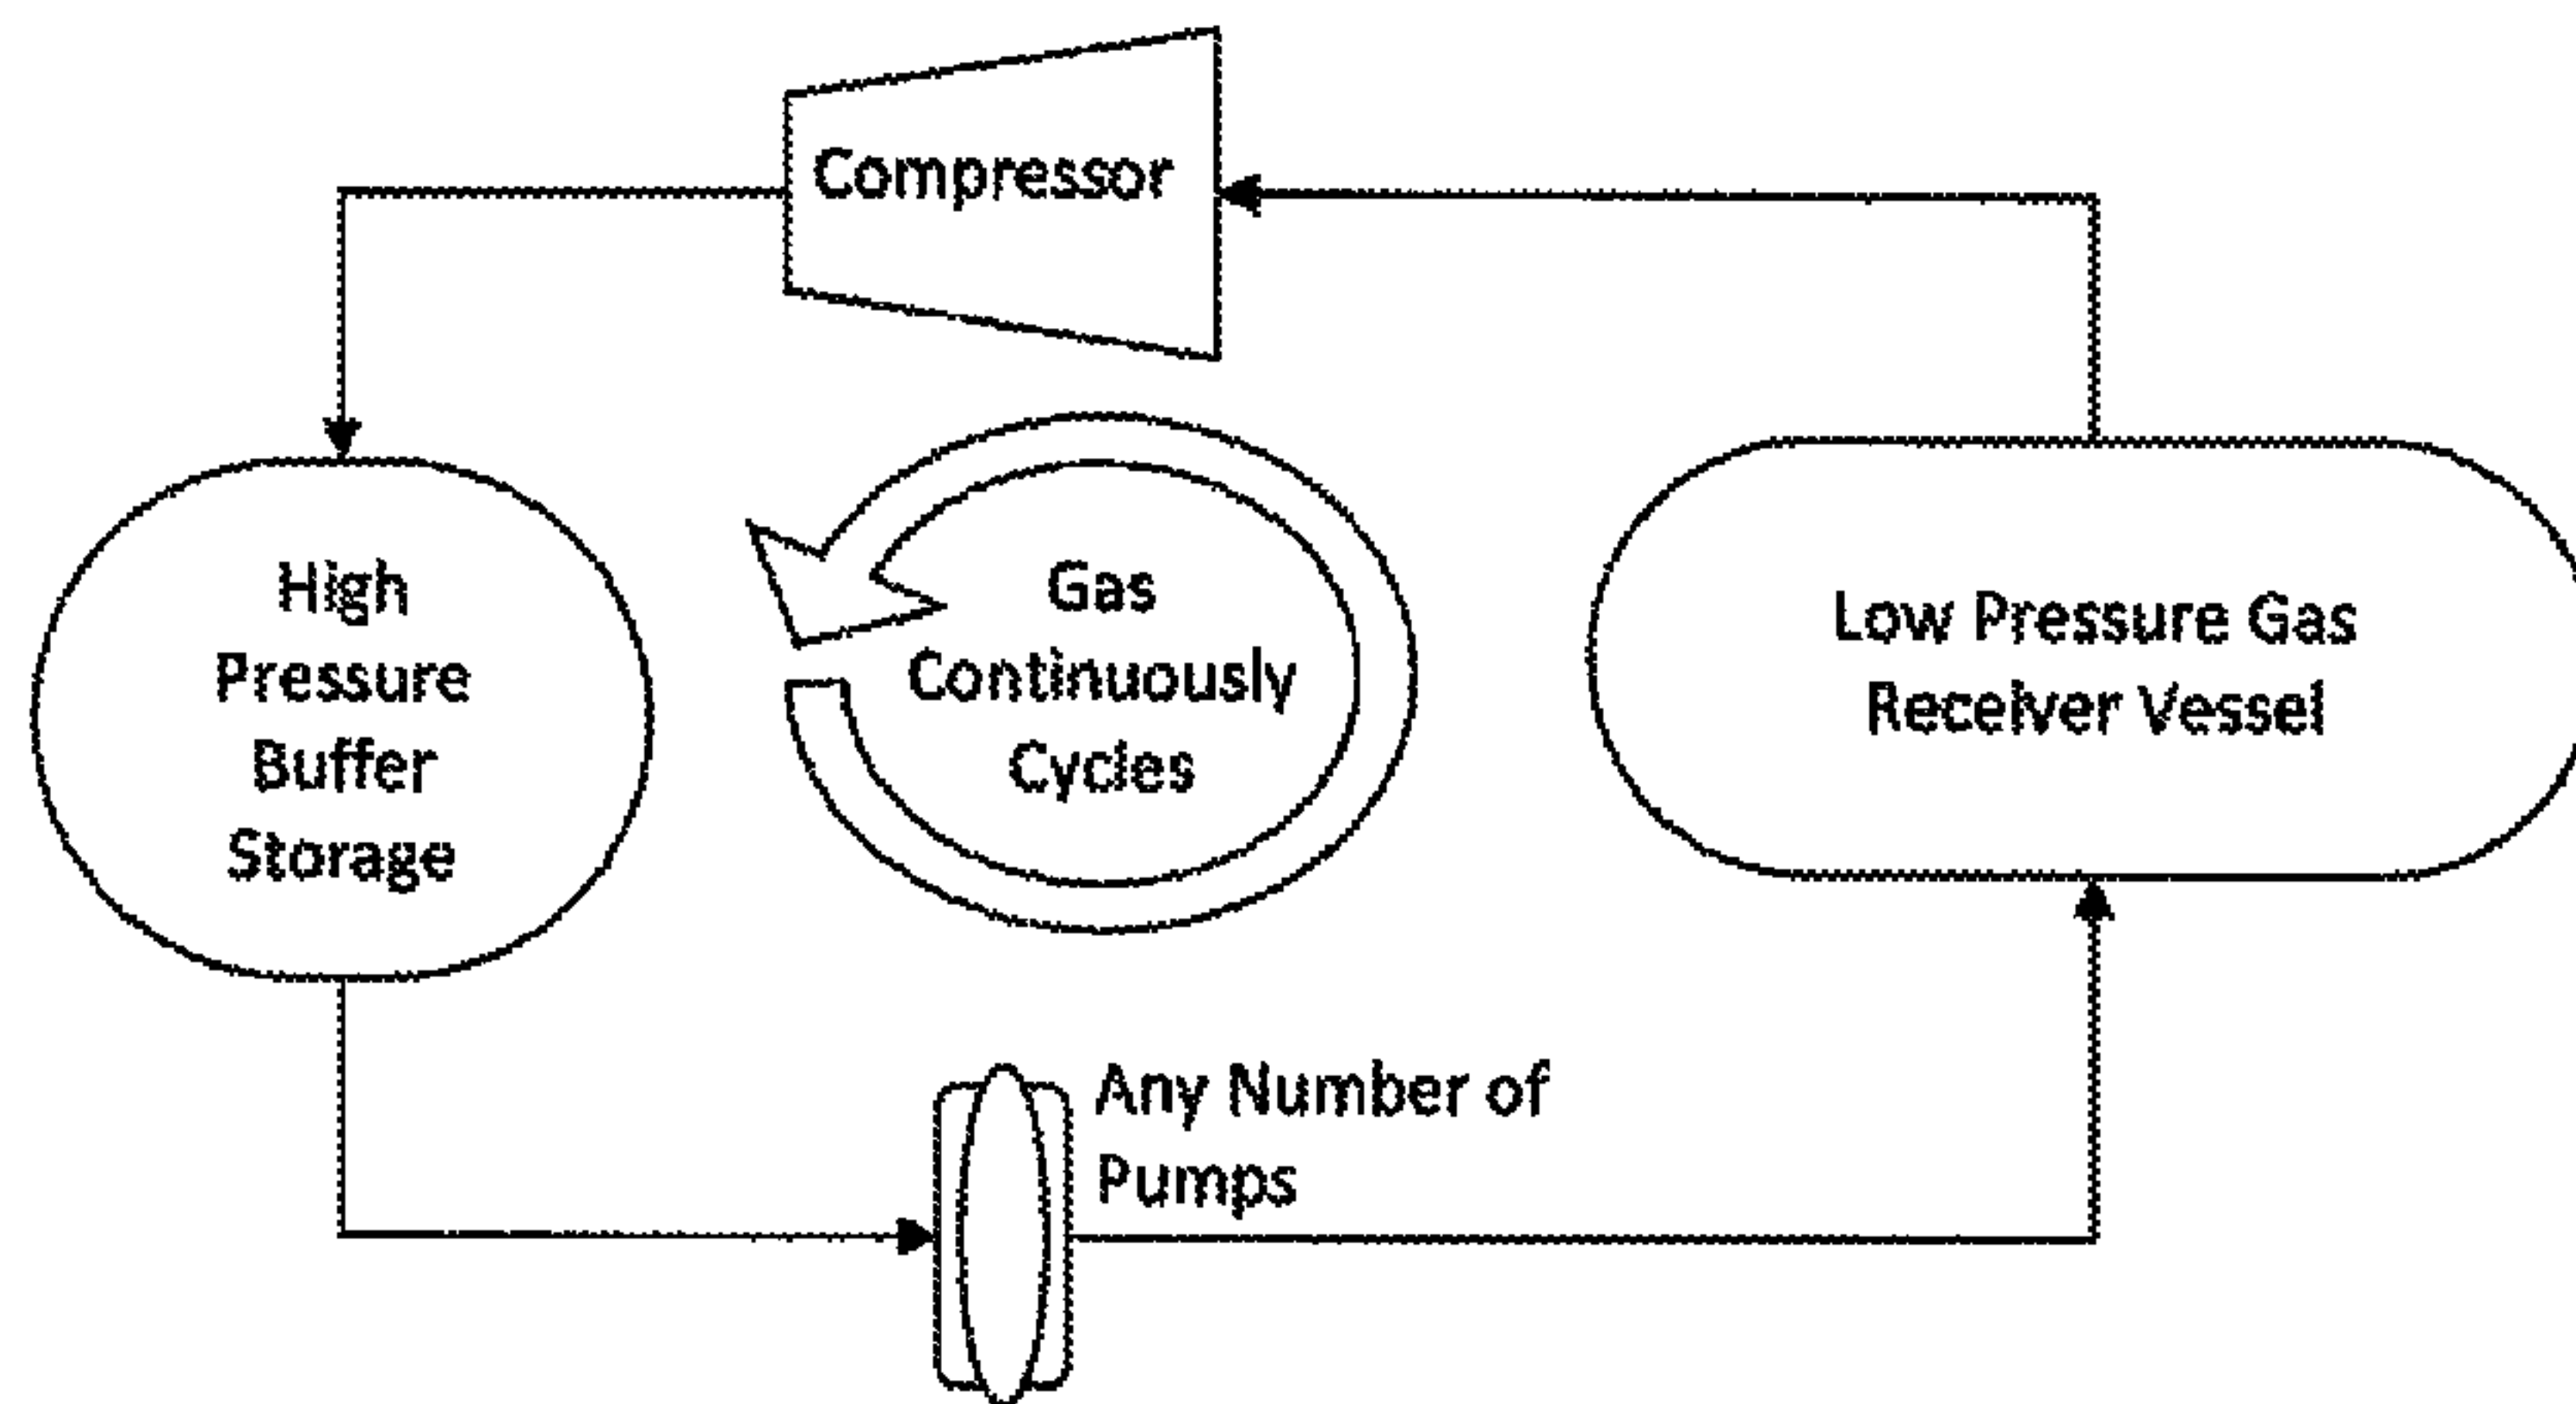 Compressor
High
Pressure
Buffer
Storage
Gas
Continuously
Cycles
Low Pressure Gas
Receiver Vessel
Any Number of
Pumps